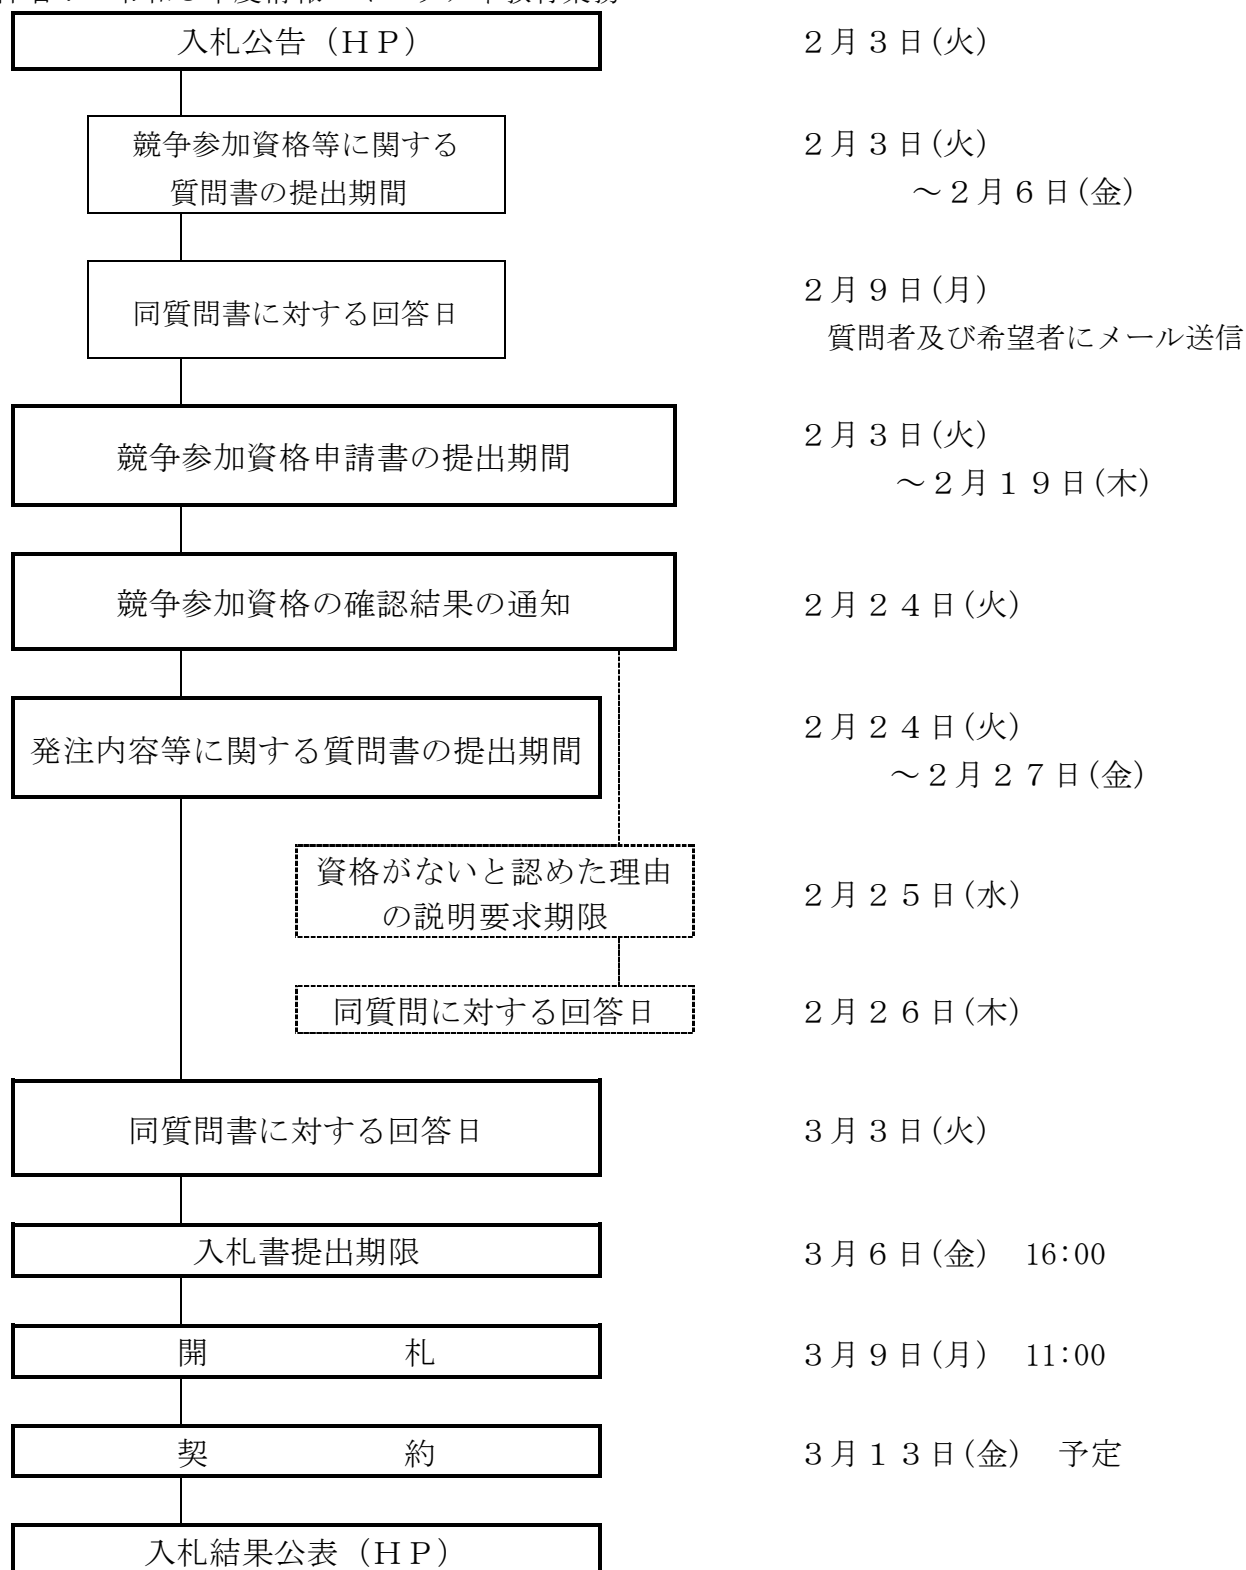 入札公告（ＨＰ）
２月３日(火)
競争参加資格等に関する
質問書の提出期間
２月３日(火)
～２月６日(金)
同質問書に対する回答日
２月９日(月)
質問者及び希望者にメール送信
競争参加資格申請書の提出期間
２月３日(火)
～２月１９日(木)
競争参加資格の確認結果の通知
２月２４日(火)
発注内容等に関する質問書の提出期間
２月２４日(火)
～２月２７日(金)
資格がないと認めた理由
の説明要求期限
２月２５日(水)
同質問に対する回答日
２月２６日(木)
同質問書に対する回答日
３月３日(火)
入札書提出期限
３月６日(金)　16:00
開　　　　　　札
３月９日(月)　11:00
契　　　　　　約
３月１３日(金)　予定
入札結果公表（ＨＰ）